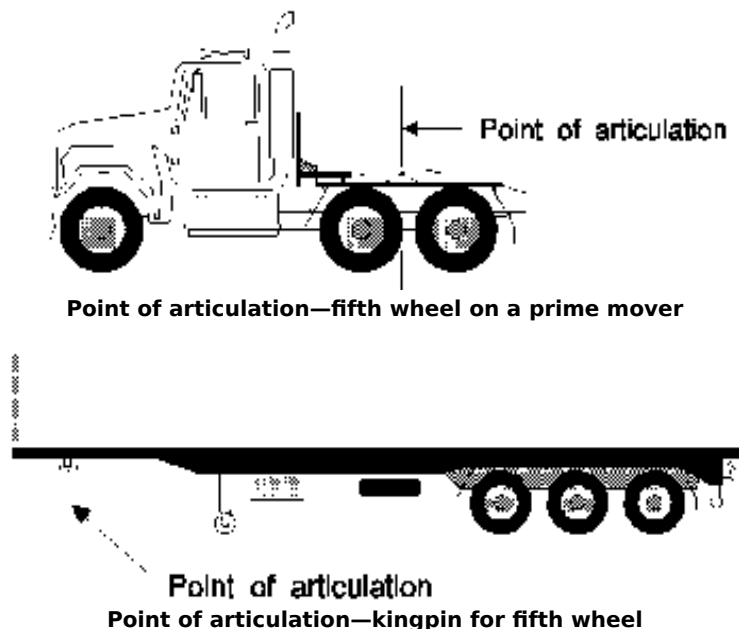 Point of articulation
Point of articulation—fifth wheel on a prime mover
Point of articulation
Point of articulation—kingpin for fifth wheel